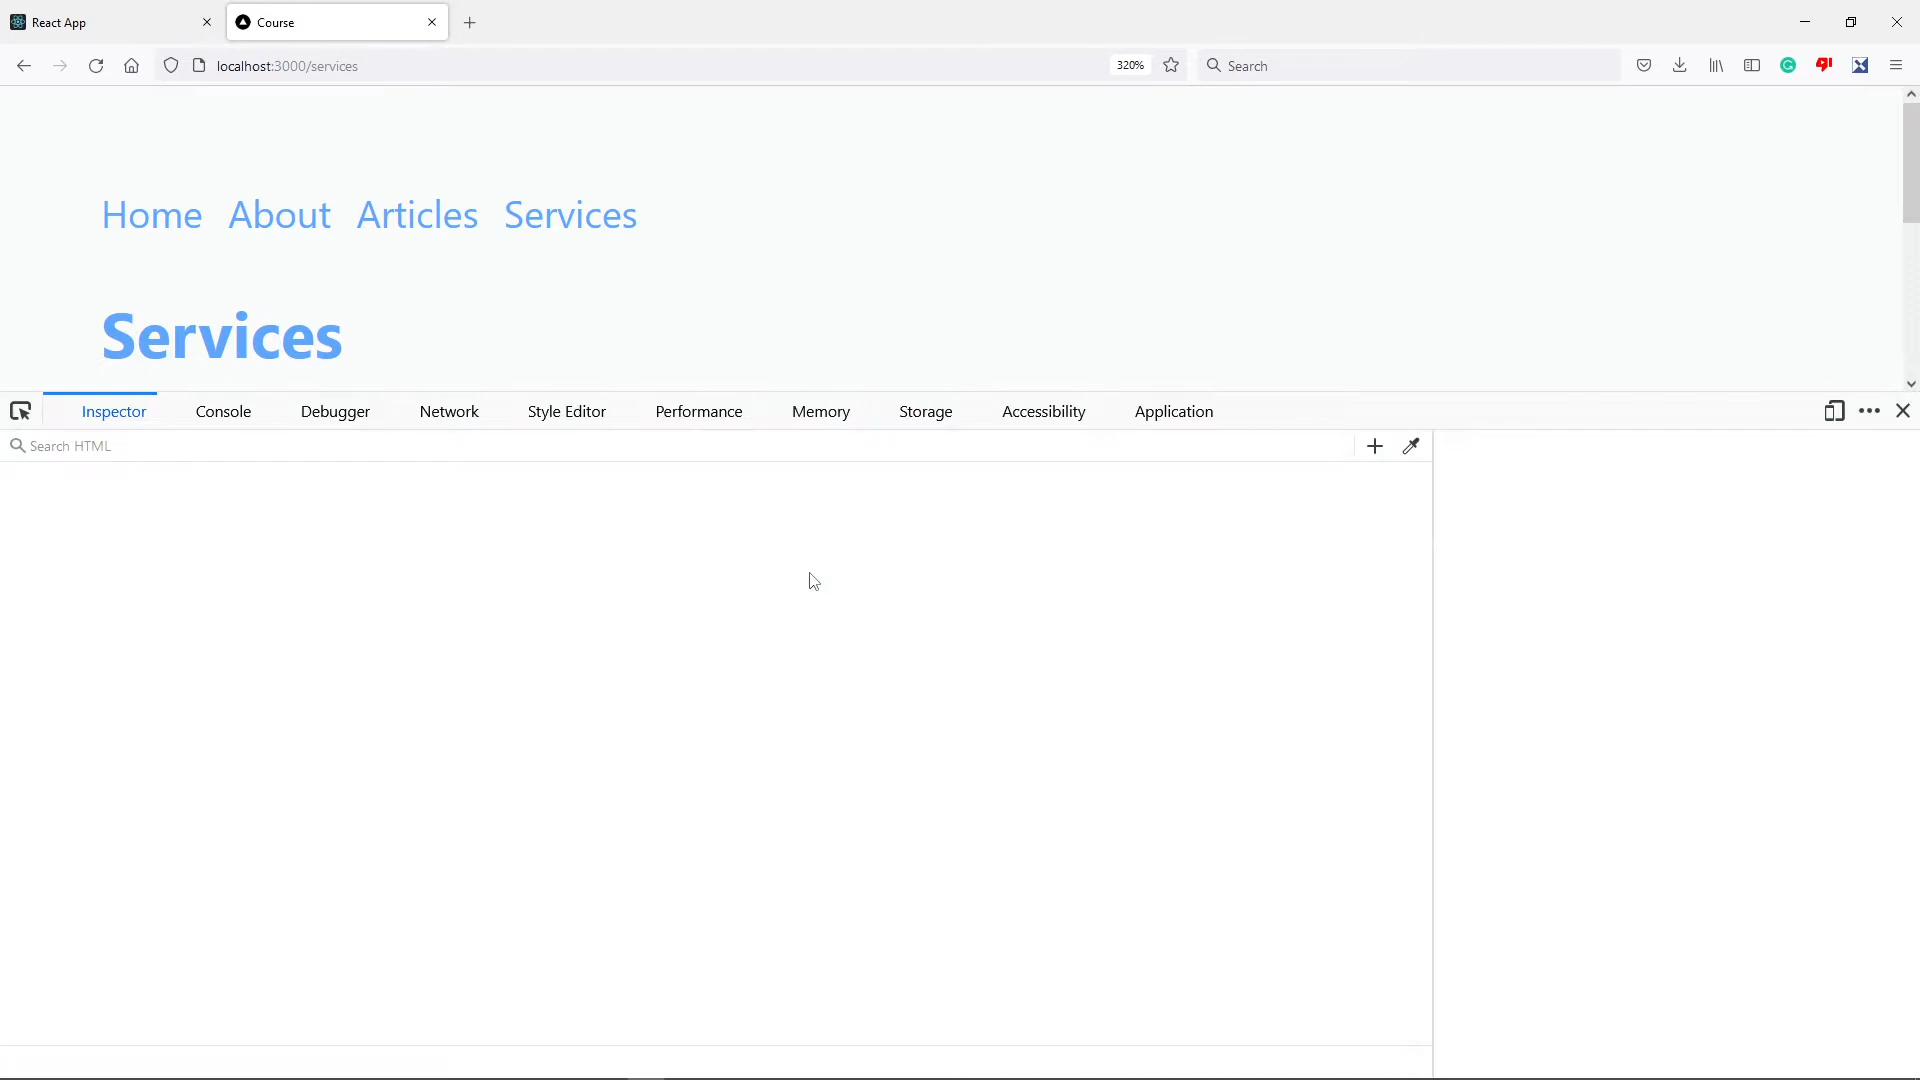 React App
Course
localhost:3000/services
320%
Search
Home About Articles Services
Services
Inspector Console Debugger Network Style Editor Performance Memory Storage Accessibility Application
Search HTML